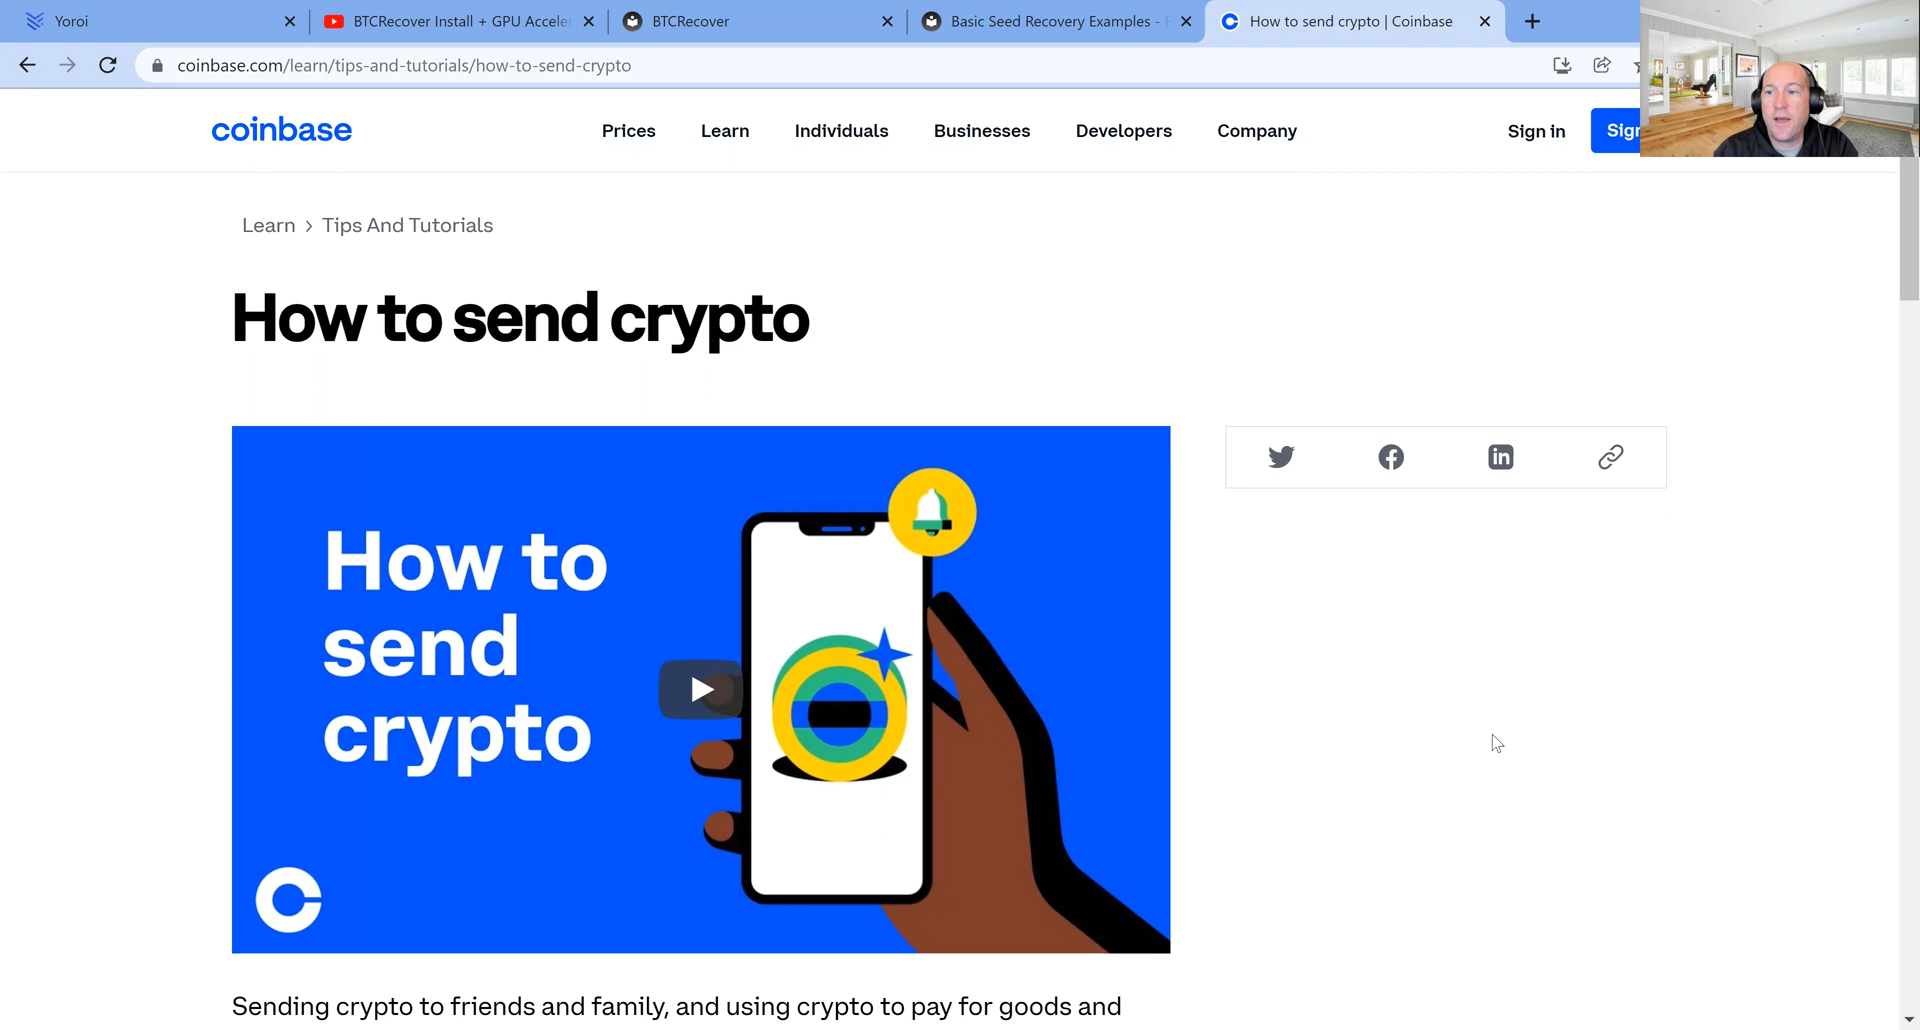 Yoroi
BTCRecover Install + GPU Acceler
BTCRecover
Basic Seed Recovery Examples -
How to send crypto | Coinbase
coinbase.com/learn/tips-and-tutorials/how-to-send-crypto
coinbase
Prices
Learn
Individuals
Businesses
Developers
Company
Sign in
Sign
Learn > Tips And Tutorials
How to send crypto
in
How to
send
crypto
Sending crypto to friends and family, and using crypto to pay for goods and